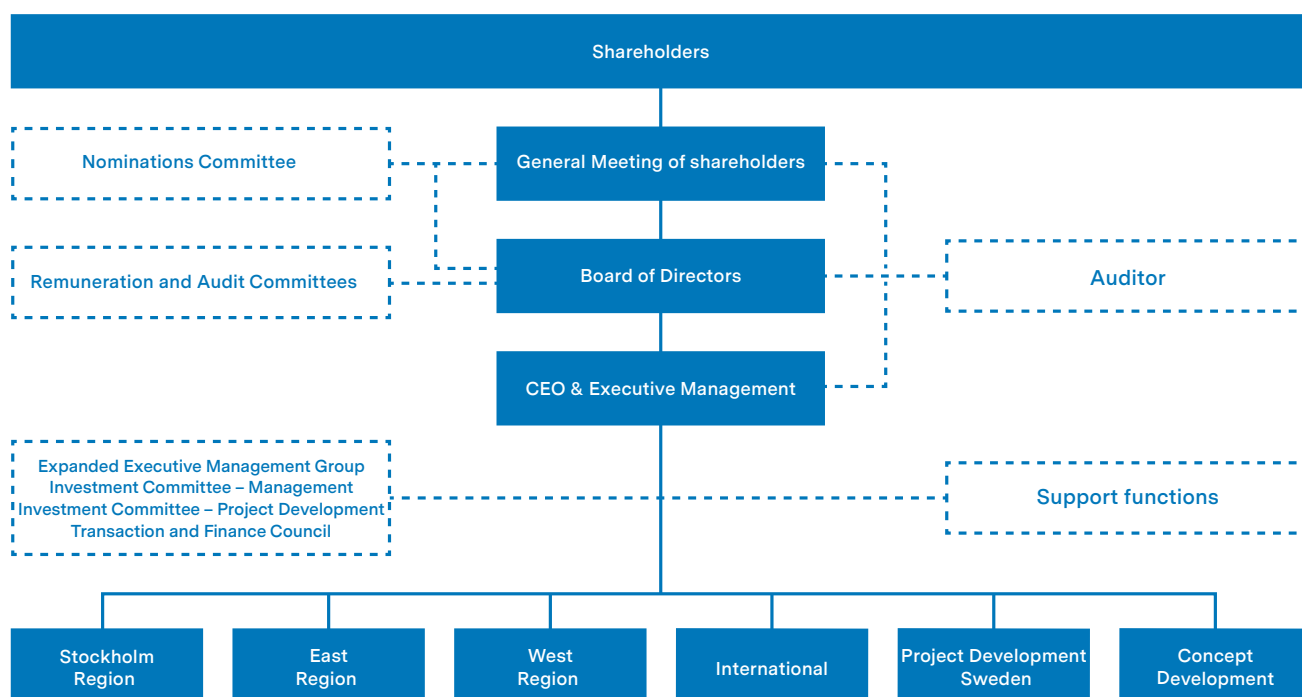 Shareholders
Nominations Committee
General Meeting of shareholders
Remuneration and Audit Committees
Board of Directors
Auditor
CEO & Executive Management
Expanded Executive Management Group
Investment Committee – Management
Investment Committee – Project Development
Transaction and Finance Council
Support functions
Stockholm
Region
East
Region
West
Region
International
Project Development
Sweden
Concept
Development